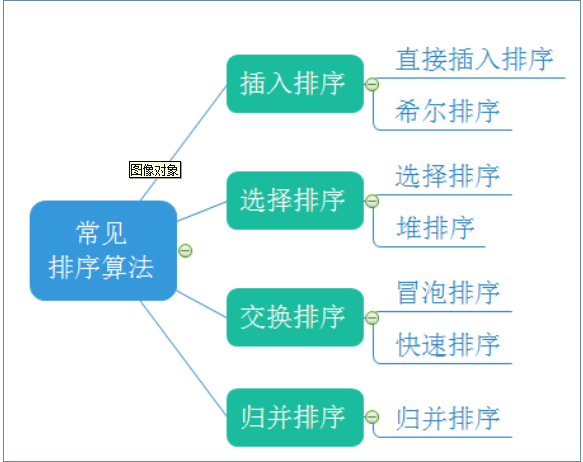 插入排序
直接插入排序
希尔排序
图像对象
选择排序
选择排序
堆排序
常见
排序算法
交换排序
冒泡排序
快速排序
归并排序
归并排序